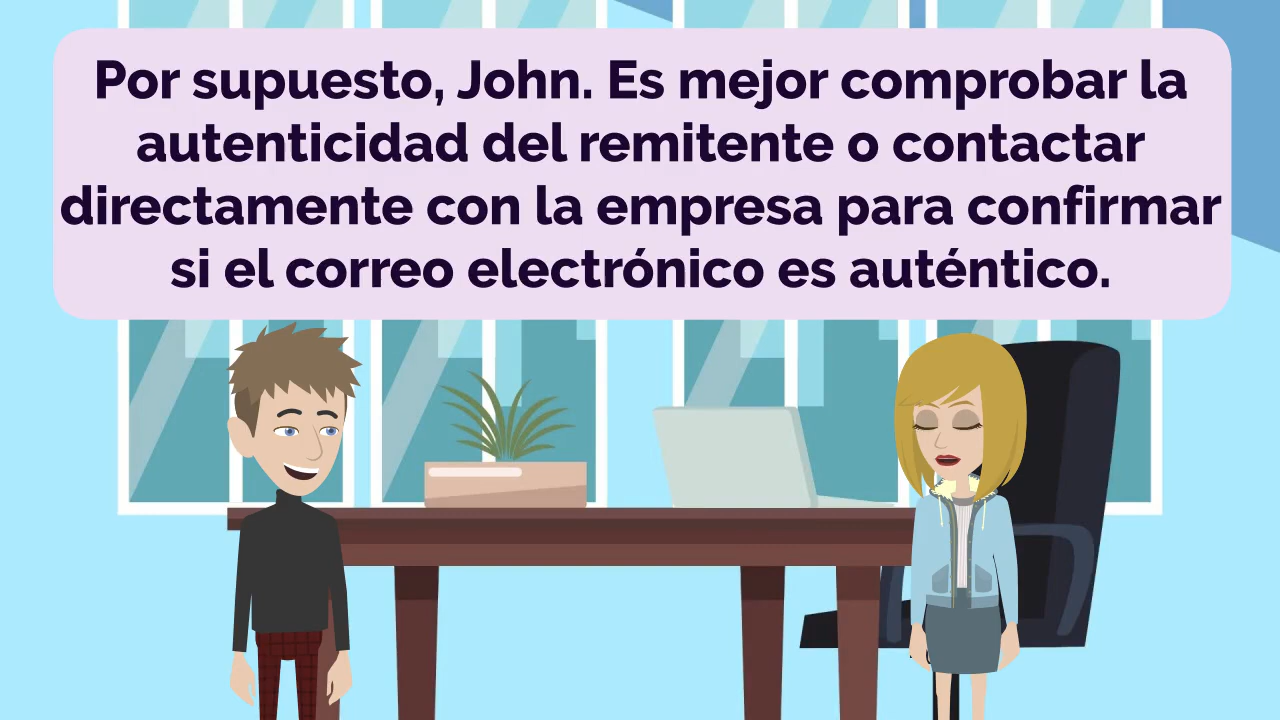 Por supuesto, John. Es mejor comprobar la
autenticidad del remitente o contactar
directamente con la empresa para confirmar
si el correo electrónico es auténtico.